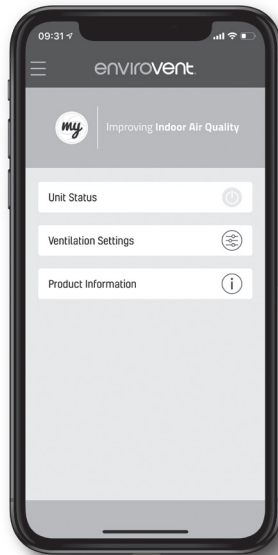 09:31
envirovent
my Improving Indoor Air Quality
Unit Status
Ventilation Settings
Product Information